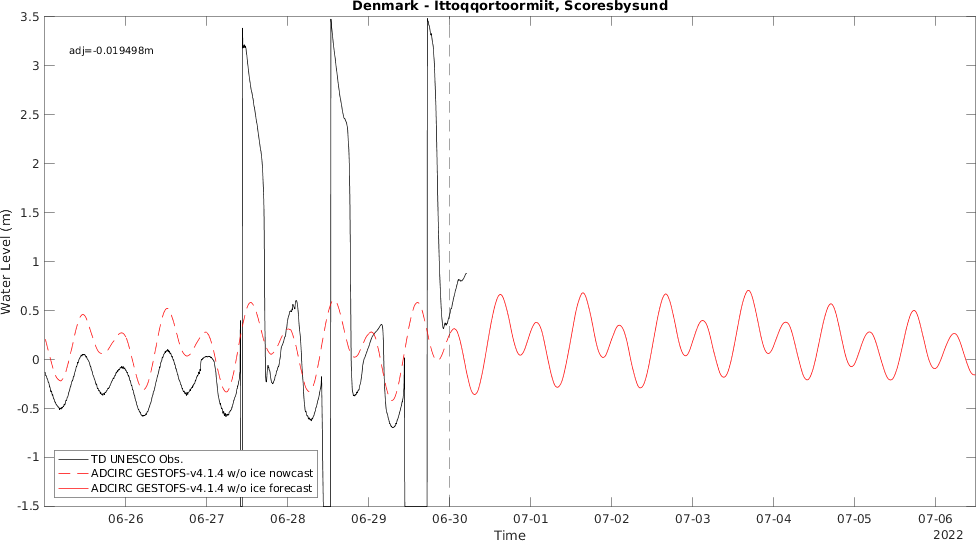 Denmark - Ittoqqortoormiit, Scoresbysund
adj=-0.019498m
Water Level (m)
3.5
3
2.5
2
1.5
1
0.5
0
-0.5
-1
-1.5
TD UNESCO Obs.
ADCIRC GESTOFS-v4.1.4 w/o ice nowcast
ADCIRC GESTOFS-v4.1.4 w/o ice forecast
06-26 06-27 06-28 06-29 06-30 07-01 07-02 07-03 07-04 07-05 07-06
Time
2022